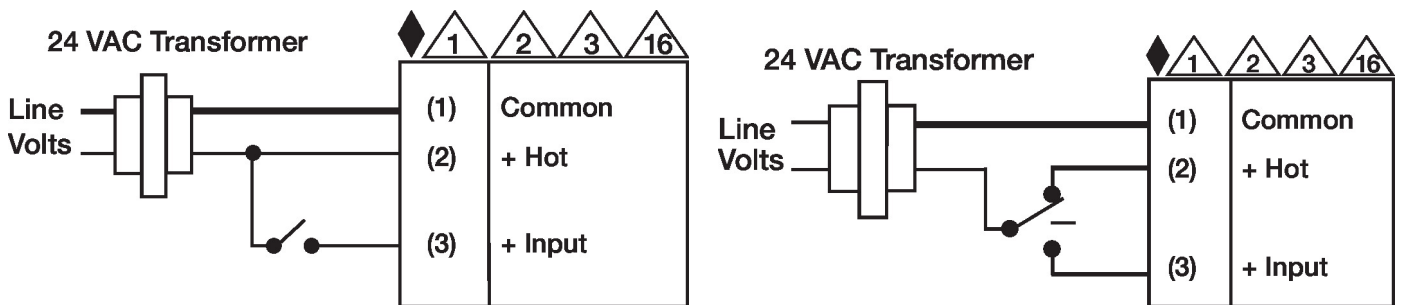 24 VAC Transformer
1 2 3 16
Line
Volts
(1) Common
(2) + Hot
(3) + Input
24 VAC Transformer
1 2 3 16
Line
Volts
(1) Common
(2) + Hot
(3) + Input